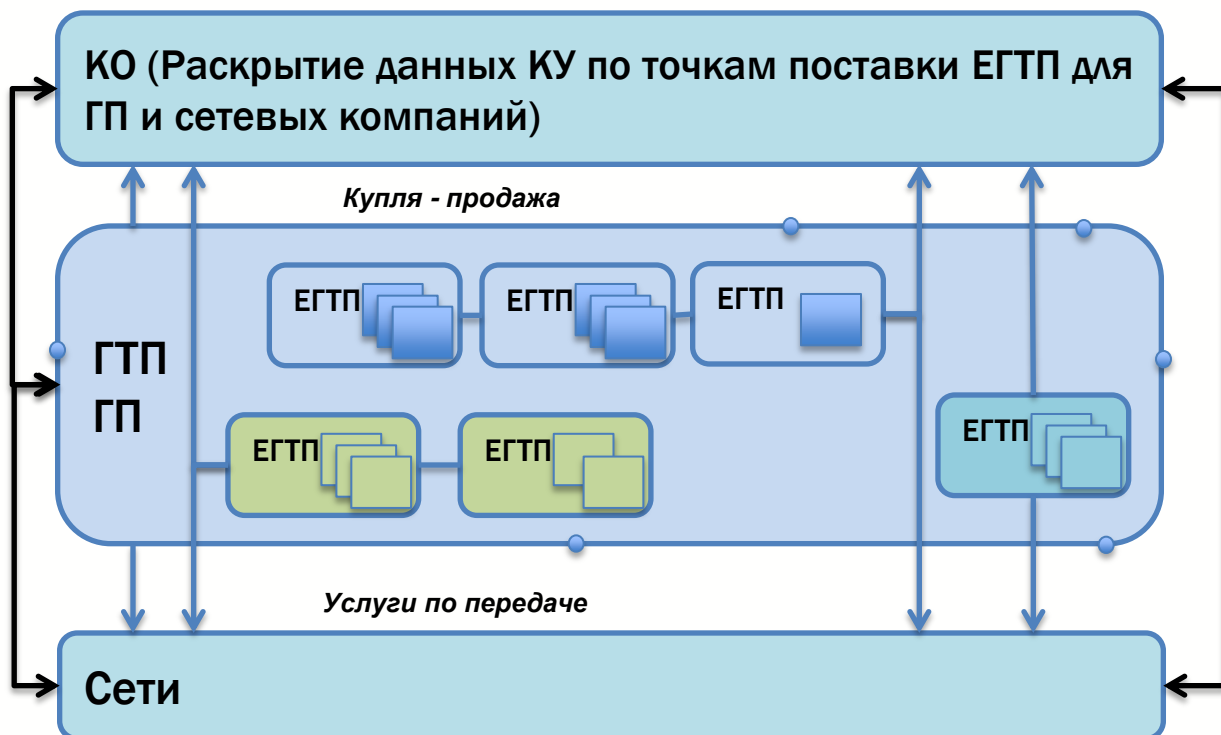 КО (Раскрытие данных КУ по точкам поставки ЕГТП для
ГП и сетевых компаний)
Купля - продажа
ЕГТП
ЕГТП
ЕГТП
ГТП
ГП
ЕГТП
ЕГТП
ЕГТП
Услуги по передаче
Сети